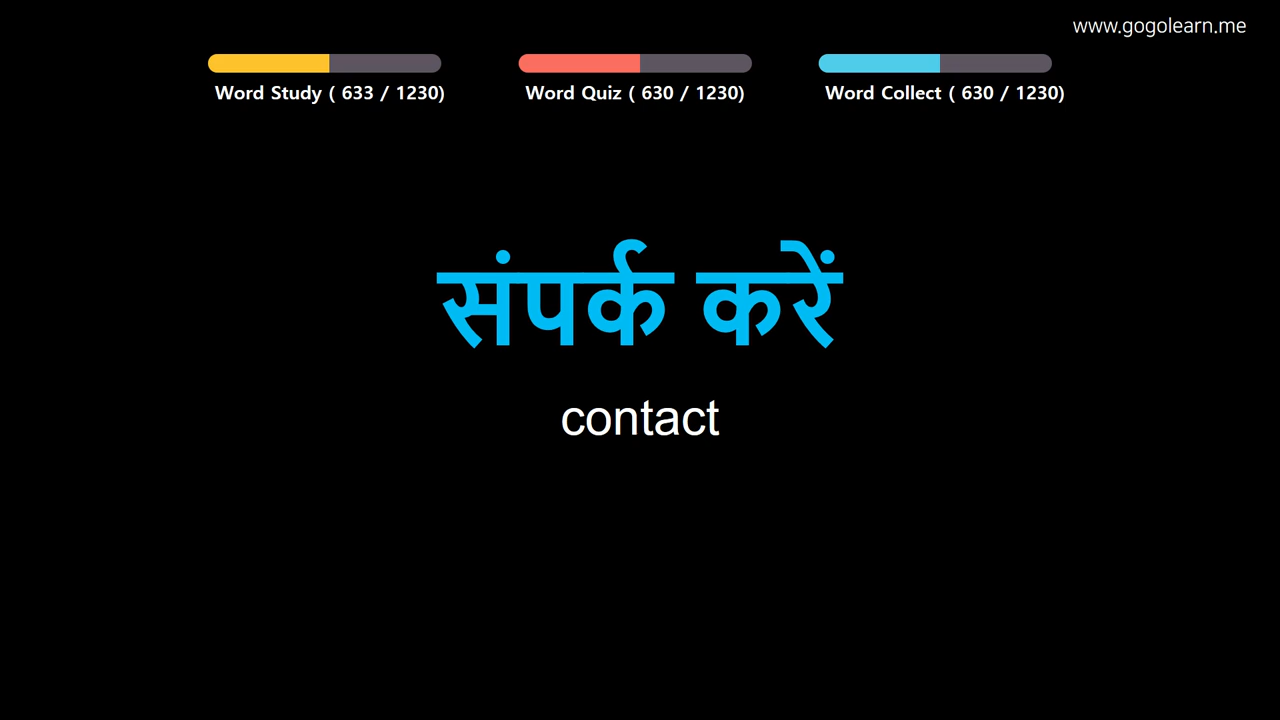 www.gogolearn.me
Word Study ( 633 / 1230)
Word Quiz ( 630 / 1230)
Word Collect ( 630 / 1230)
संपर्क करें
contact